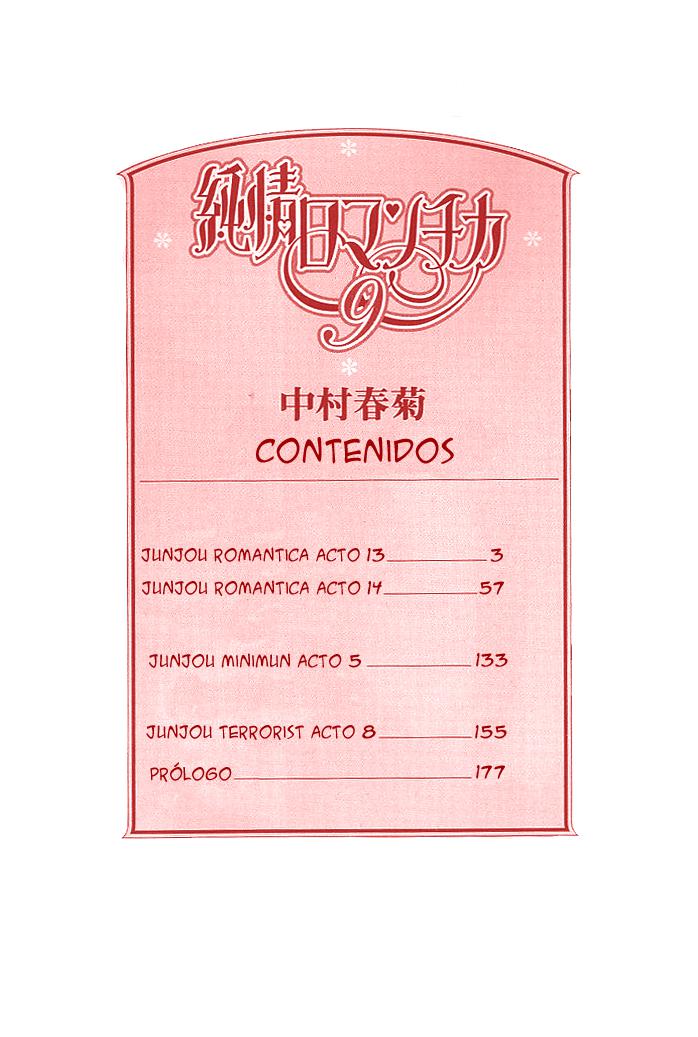 純情ロマンチカ
9
中村春菊
CONTENIDOS
JUNJOU ROMANTICA ACTO 13 3
JUNJOU ROMANTICA ACTO 14 57
JUNJOU MINIMUN ACTO 5 133
JUNJOU TERRORIST ACTO 8 155
PRÓLOGO 177